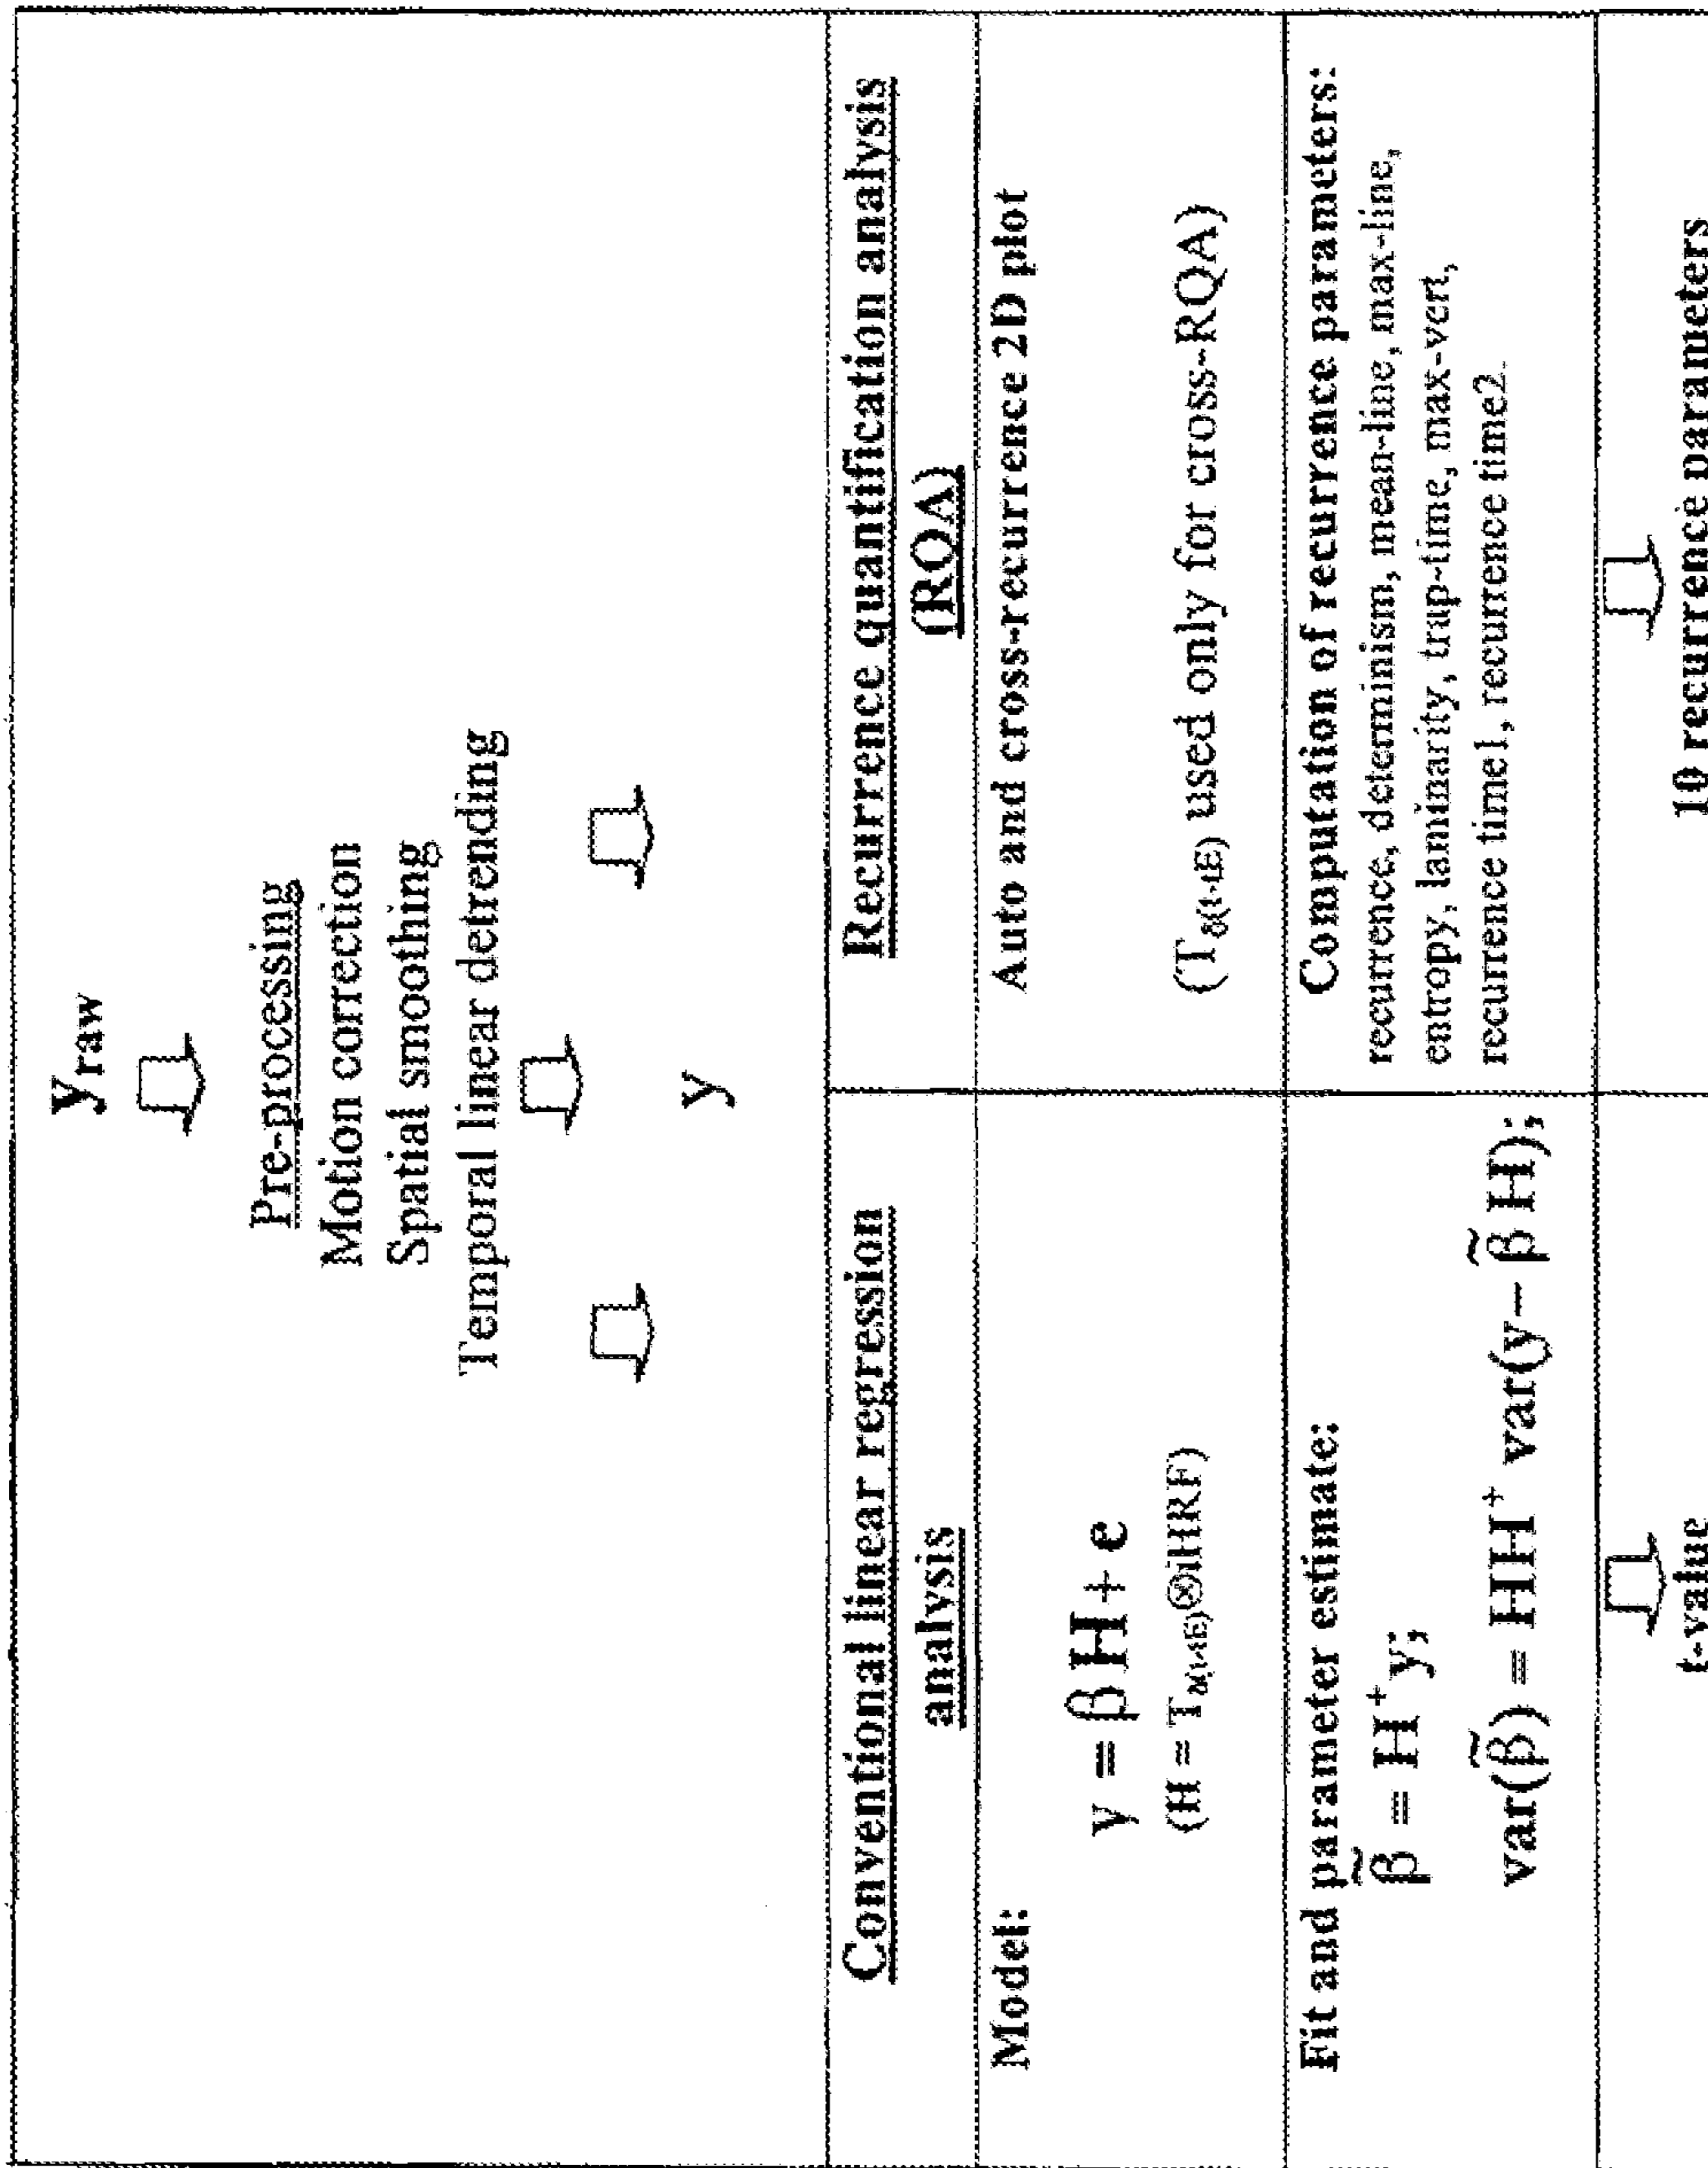 yraw
Pre-processing
Motion correction
Spatial smoothing
Temporal linear detrending
y
Conventional linear regression
analysis
Recurrence quantification analysis
(RQA)
Model:
y = βH + e
(H = Tδ(t-tE)⊗iHRF)
Auto and cross-recurrence 2D plot
(Tδ(t-tE) used only for cross-RQA)
Fit and parameter estimate:
β̃ = H⁺y;
var(β̃) = HH⁺ var(y− β̃ H);
Computation of recurrence parameters:
recurrence, determinism, mean-line, max-line,
entropy, laminarity, trap-time, max-vert,
recurrence time1, recurrence time2.
t-value
10 recurrence parameters